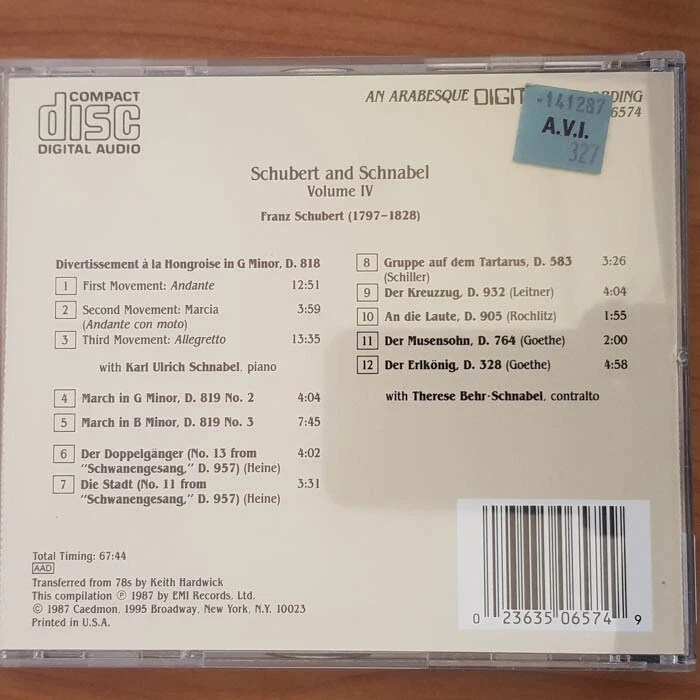 COMPACT
disc
DIGITAL AUDIO
AN ARABESQUE DIGIT RDING
6574
-141287
A.V.I.
327
Schubert and Schnabel
Volume IV
Franz Schubert (1797–1828)
Divertissement à la Hongroise in G Minor, D. 818
1 First Movement: Andante 12:51
2 Second Movement: Marcia 3:59
(Andante con moto)
3 Third Movement: Allegretto 13:35
with Karl Ulrich Schnabel, piano
4 March in G Minor, D. 819 No. 2 4:04
5 March in B Minor, D. 819 No. 3 7:45
6 Der Doppelgänger (No. 13 from 4:02
"Schwanengesang," D. 957) (Heine)
7 Die Stadt (No. 11 from 3:31
"Schwanengesang," D. 957) (Heine)
8 Gruppe auf dem Tartarus, D. 583 3:26
(Schiller)
9 Der Kreuzzug, D. 932 (Leitner) 4:04
10 An die Laute, D. 905 (Rochlitz) 1:55
11 Der Musensohn, D. 764 (Goethe) 2:00
12 Der Erlkönig, D. 328 (Goethe) 4:58
with Therese Behr-Schnabel, contralto
Total Timing: 67:44
AAD
Transferred from 78s by Keith Hardwick
This compilation ℗ 1987 by EMI Records, Ltd.
© 1987 Caedmon, 1995 Broadway, New York, N.Y. 10023
Printed in U.S.A.
0 23635 06574 9